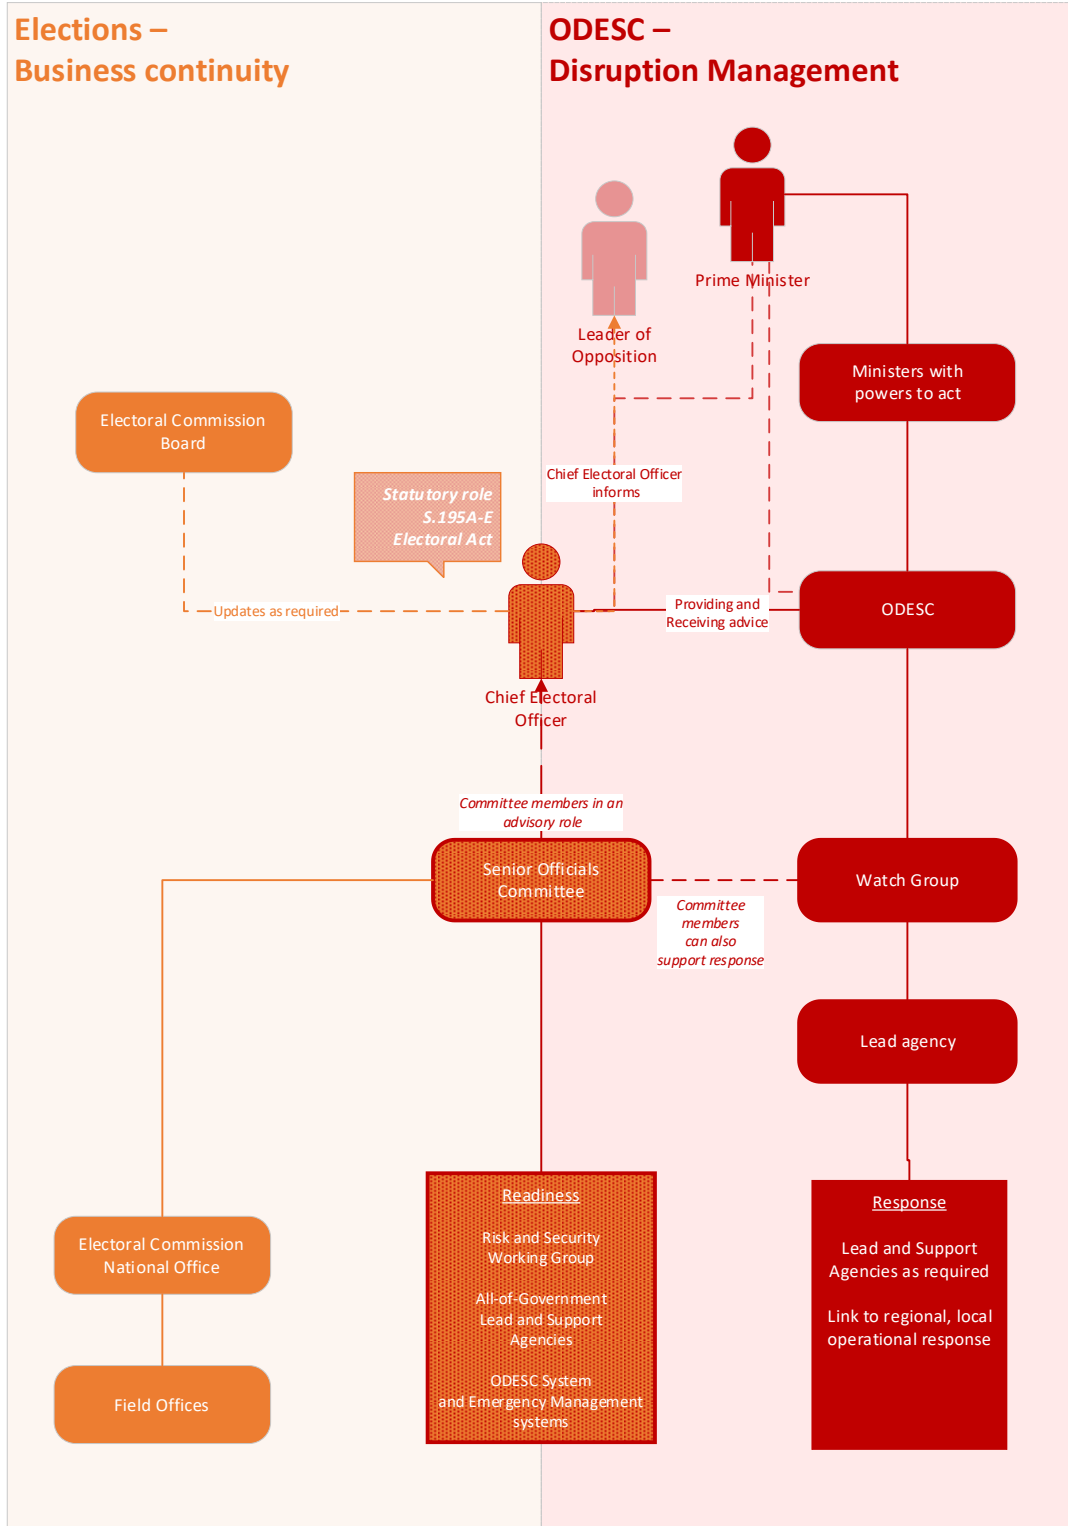 Elections –
Business continuity
ODESC –
Disruption Management
Prime Minister
Leader of
Opposition
Ministers with
powers to act
Electoral Commission
Board
Chief Electoral Officer
informs
Statutory role
S.195A-E
Electoral Act
Updates as required
Providing and
Receiving advice
ODESC
Chief Electoral
Officer
Committee members in an
advisory role
Senior Officials
Committee
Watch Group
Committee
members
can also
support response
Lead agency
Electoral Commission
National Office
Field Offices
Readiness
Risk and Security
Working Group
All-of-Government
Lead and Support
Agencies
ODESC System
and Emergency Management
systems
Response
Lead and Support
Agencies as required
Link to regional, local
operational response